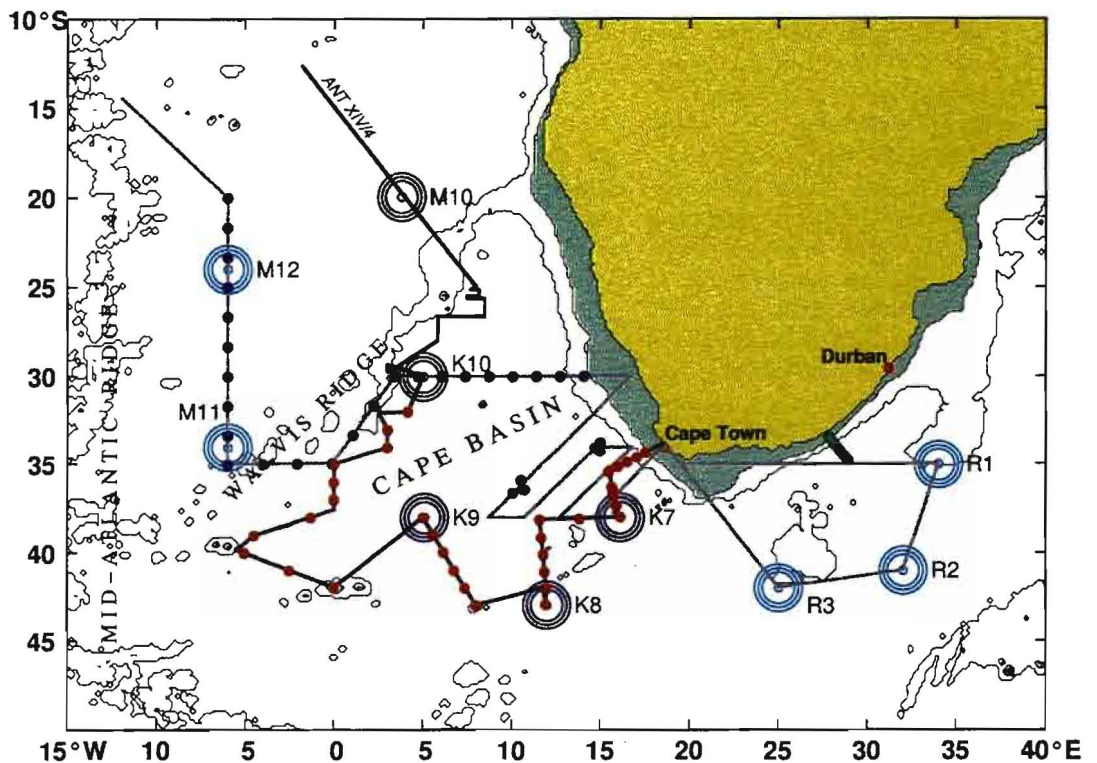 10°S
15
20
25
30
35
40
45
ANT XIV/4
M10
M12
K10
Durban
M11
WALVIS RIDGE
CAPE BASIN
Cape Town
R1
MID-ATLANTIC RIDGE
K9
K7
R2
K8
R3
15°W 10 5 0 5 10 15 20 25 30 35 40°E